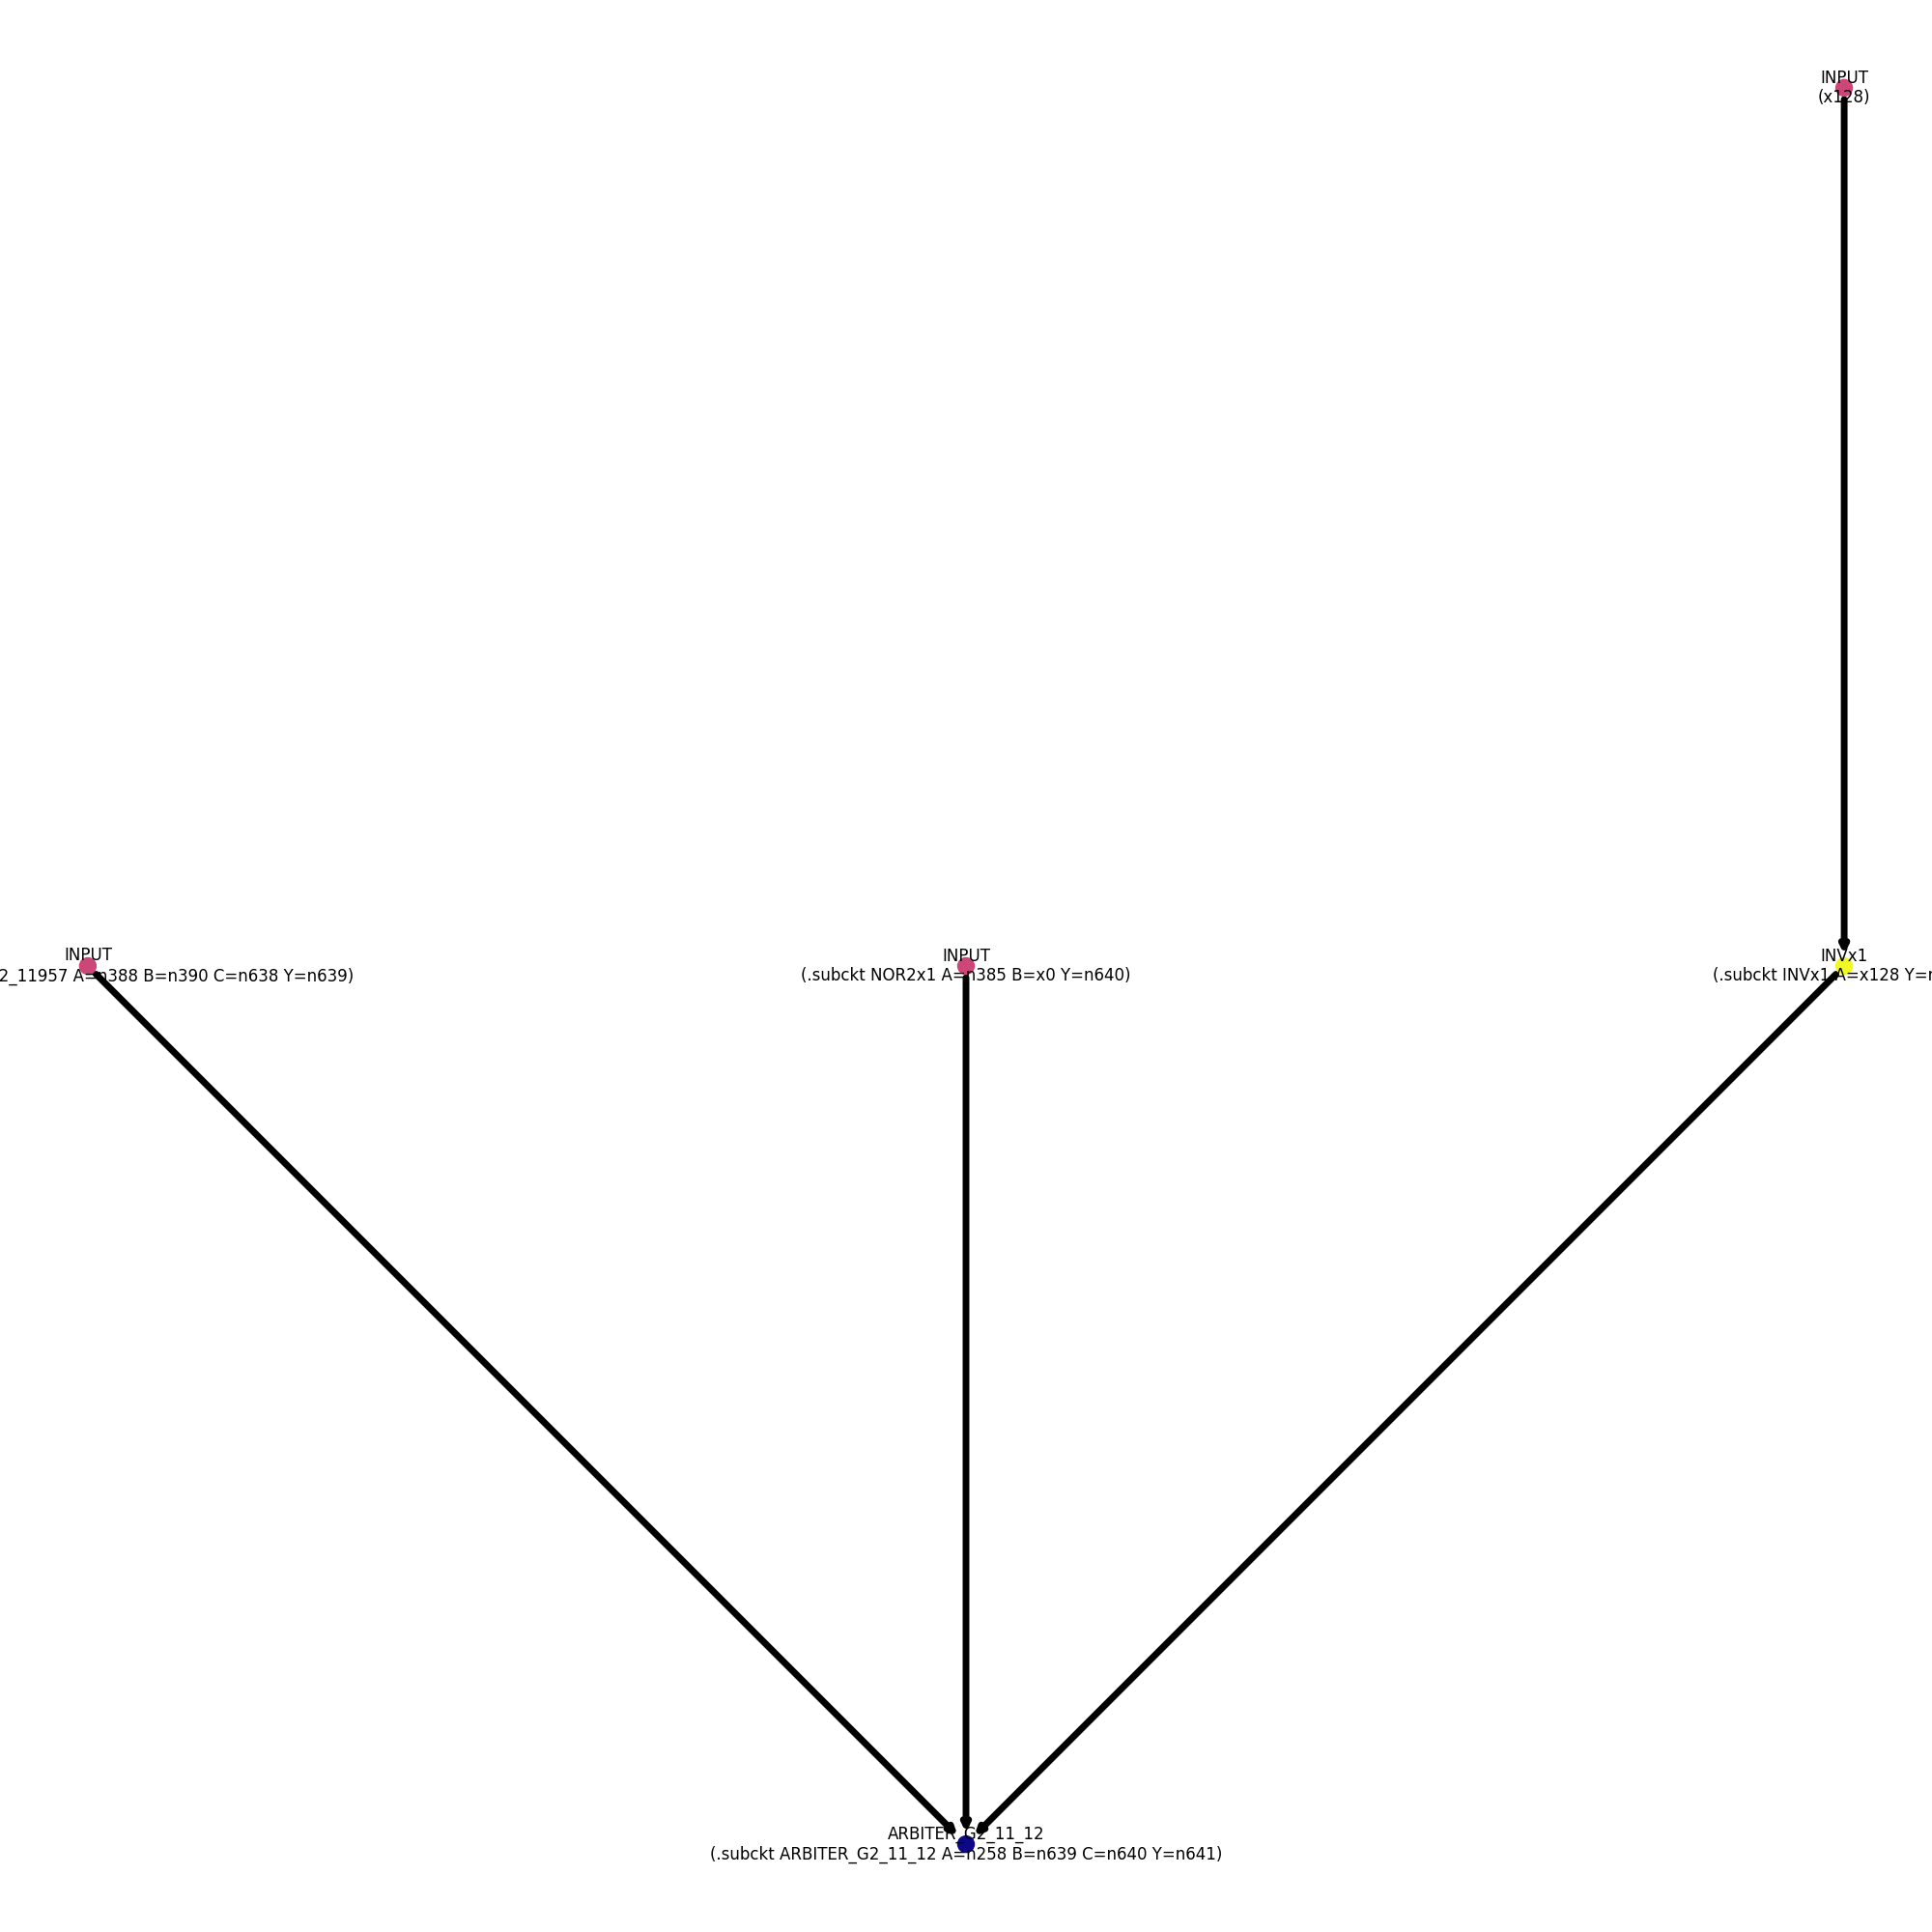 INPUT
(x128)
INPUT
2_11957 A=n388 B=n390 C=n638 Y=n639)
INPUT
(.subckt NOR2x1 A=n385 B=x0 Y=n640)
INVx1
(.subckt INVx1 A=x128
ARBITER_G2_11_12
(.subckt ARBITER_G2_11_12 A=n258 B=n639 C=n640 Y=n641)